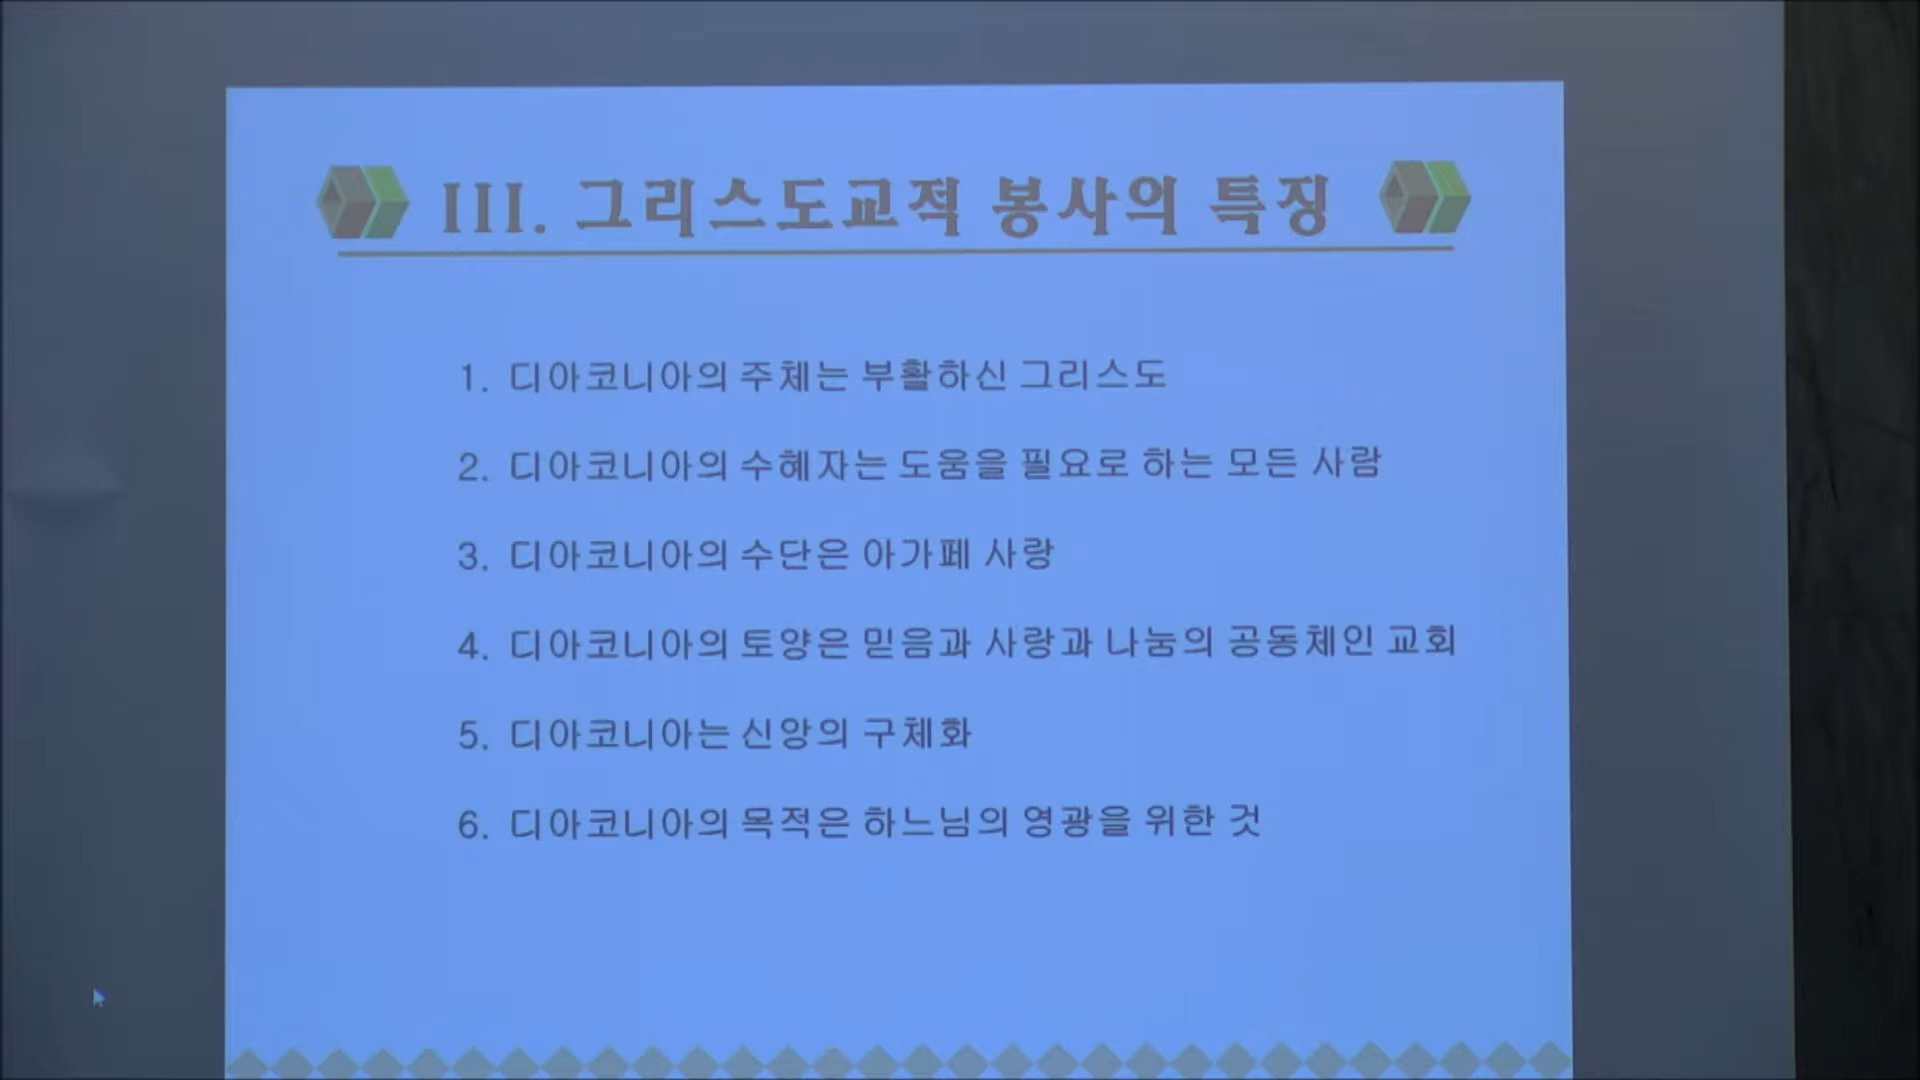 III. 그리스도교적 봉사의 특징
1. 디아코니아의 주체는 부활하신 그리스도
2. 디아코니아의 수혜자는 도움을 필요로 하는 모든 사람
3. 디아코니아의 수단은 아가페 사랑
4. 디아코니아의 토양은 믿음과 사랑과 나눔의 공동체인 교회
5. 디아코니아는 신앙의 구체화
6. 디아코니아의 목적은 하느님의 영광을 위한 것